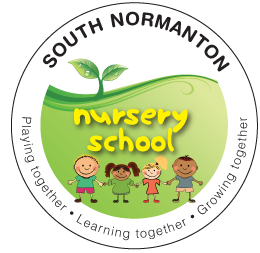 SOUTH NORMANTON
nursery
school
Playing together • Learning together • Growing together